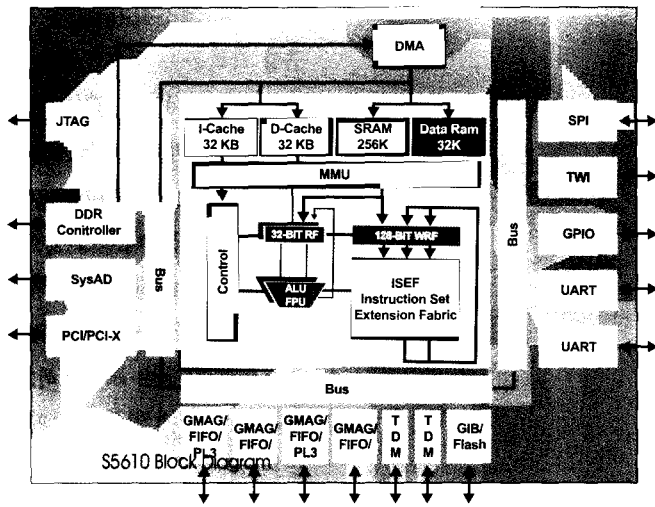 DMA
JTAG
I-Cache
32 KB
D-Cache
32 KB
SRAM
256K
Data Ram
32K
SPI
MMU
TWI
DDR
Conitroller
Bus
Control
32-BIT RF
128-BIT WRF
Bus
GPIO
SysAD
ALU
FPU
ISEF
Instruction Set
Extension Fabric
UART
PCI/PCI-X
UART
Bus
GMAG/
FIFO/
PL3
GMAG/
FIFO/
GMAG/
FIFO/
PL3
GMAG/
FIFO/
T
D
M
T
D
M
GIB/
Flash
S5610 Block Diagram